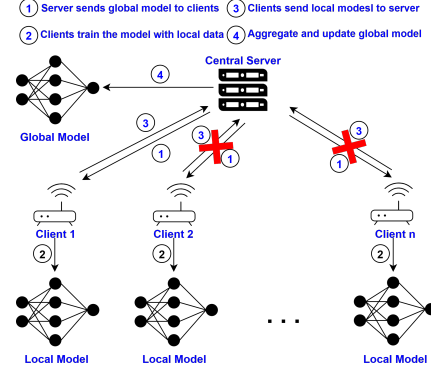 1 Server sends global model to clients 3 Clients send local modesl to server
2 Clients train the model with local data 4 Aggregate and update global model
Central Server
4
Global Model
3
1
3
1
3
1
Client 1 Client 2 Client n
2 2 2
. . .
Local Model Local Model Local Model